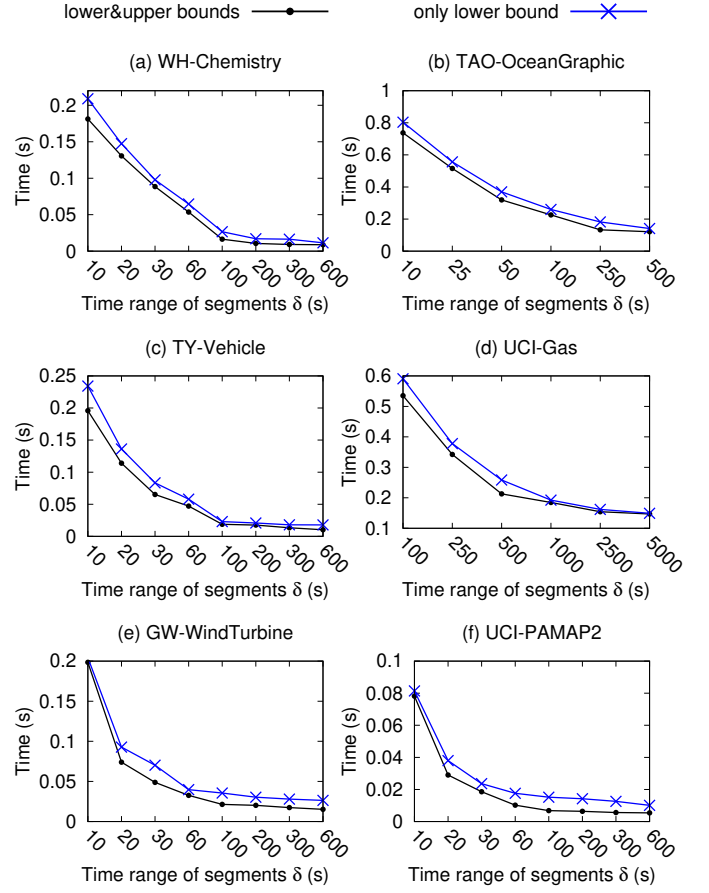 lower&upper bounds only lower bound
(a) WH-Chemistry
Time (s)
0.2
0.15
0.1
0.05
0
10 20 30 60 100 200 300 600
Time range of segments δ (s)
(b) TAO-OceanGraphic
Time (s)
1
0.8
0.6
0.4
0.2
0
10 25 50 100 250 500
Time range of segments δ (s)
(c) TY-Vehicle
Time (s)
0.25
0.2
0.15
0.1
0.05
0
10 20 30 60 100 200 300 600
Time range of segments δ (s)
(d) UCI-Gas
Time (s)
0.6
0.5
0.4
0.3
0.2
0.1
100 250 500 1000 2500 5000
Time range of segments δ (s)
(e) GW-WindTurbine
Time (s)
0.2
0.15
0.1
0.05
0
10 20 30 60 100 200 300 600
Time range of segments δ (s)
(f) UCI-PAMAP2
Time (s)
0.1
0.08
0.06
0.04
0.02
0
10 20 30 60 100 200 300 600
Time range of segments δ (s)